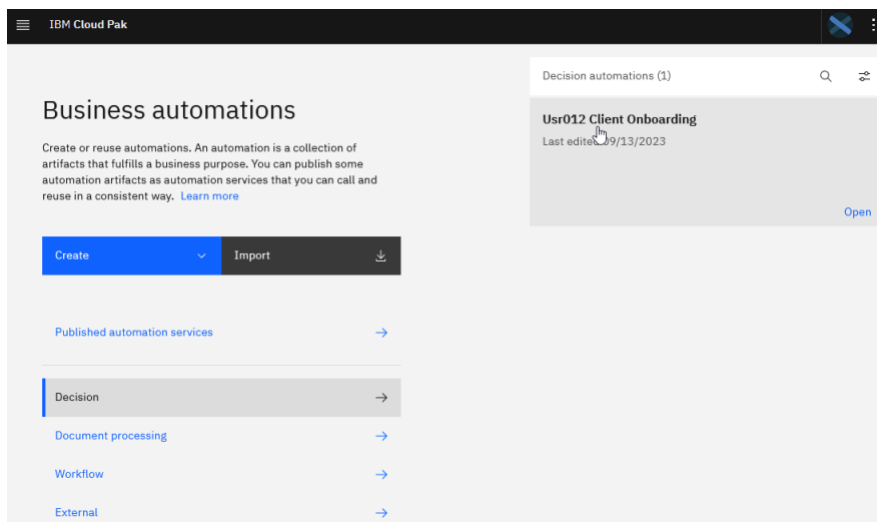 IBM Cloud Pak
Business automations
Create or reuse automations. An automation is a collection of
artifacts that fulfills a business purpose. You can publish some
automation artifacts as automation services that you can call and
reuse in a consistent way. Learn more
Create
Import
Published automation services
Decision
Document processing
Workflow
External
Decision automations (1)
Usr012 Client Onboarding
Last edited 09/13/2023
Open